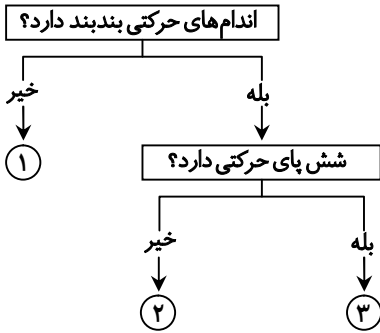 اندام‌های حرکتی بندبند دارد؟
خیر
بله
۱
شش پای حرکتی دارد؟
خیر
بله
۲
۳